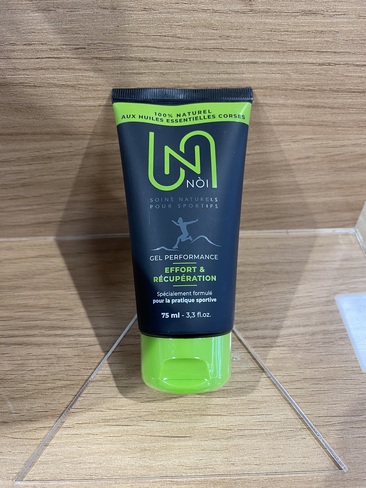 100% NATUREL
AUX HUILES ESSENTIELLES CORSES
NÒI
SOINS NATURELS
POUR SPORTIFS
GEL PERFORMANCE
EFFORT &
RÉCUPÉRATION
Spécialement formulé
pour la pratique sportive
75 ml - 3,3 fl.oz.